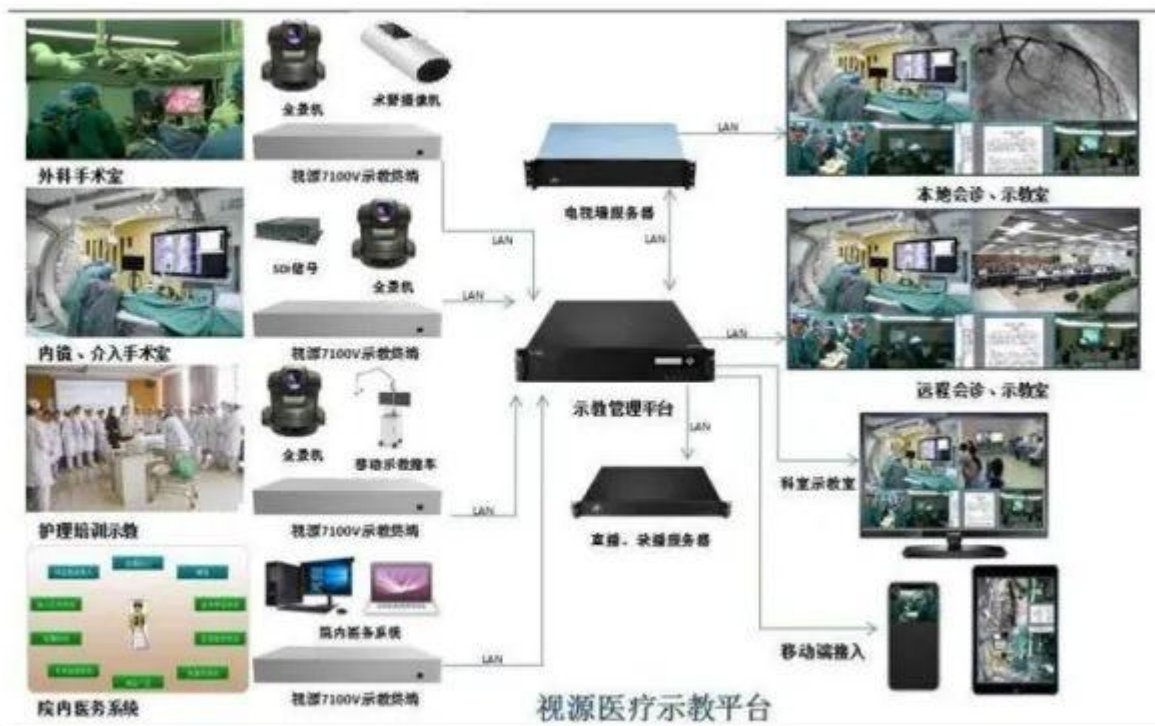 全景机
术野摄像机
视源7100V示教终端
外科手术室
LAN
SDI信号
全景机
LAN
视源7100V示教终端
内镜、介入手术室
全景机
移动示教推车
LAN
视源7100V示教终端
护理培训示教
院内医务系统
LAN
视源7100V示教终端
院内医务系统
电视墙服务器
LAN
LAN
本地会诊、示教室
示教管理平台
LAN
远程会诊、示教室
LAN
直播、录播服务器
科室示教室
移动端接入
视源医疗示教平台